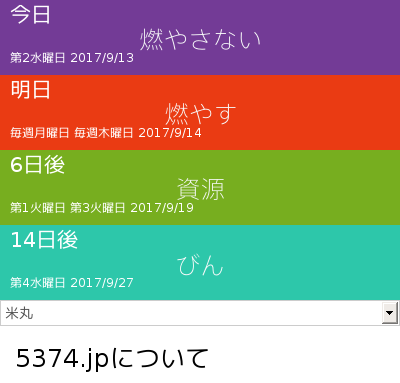 今日
燃やさない
第2水曜日 2017/9/13
明日
燃やす
毎週月曜日 毎週木曜日 2017/9/14
6日後
資源
第1火曜日 第3火曜日 2017/9/19
14日後
びん
第4水曜日 2017/9/27
米丸
5374.jpについて